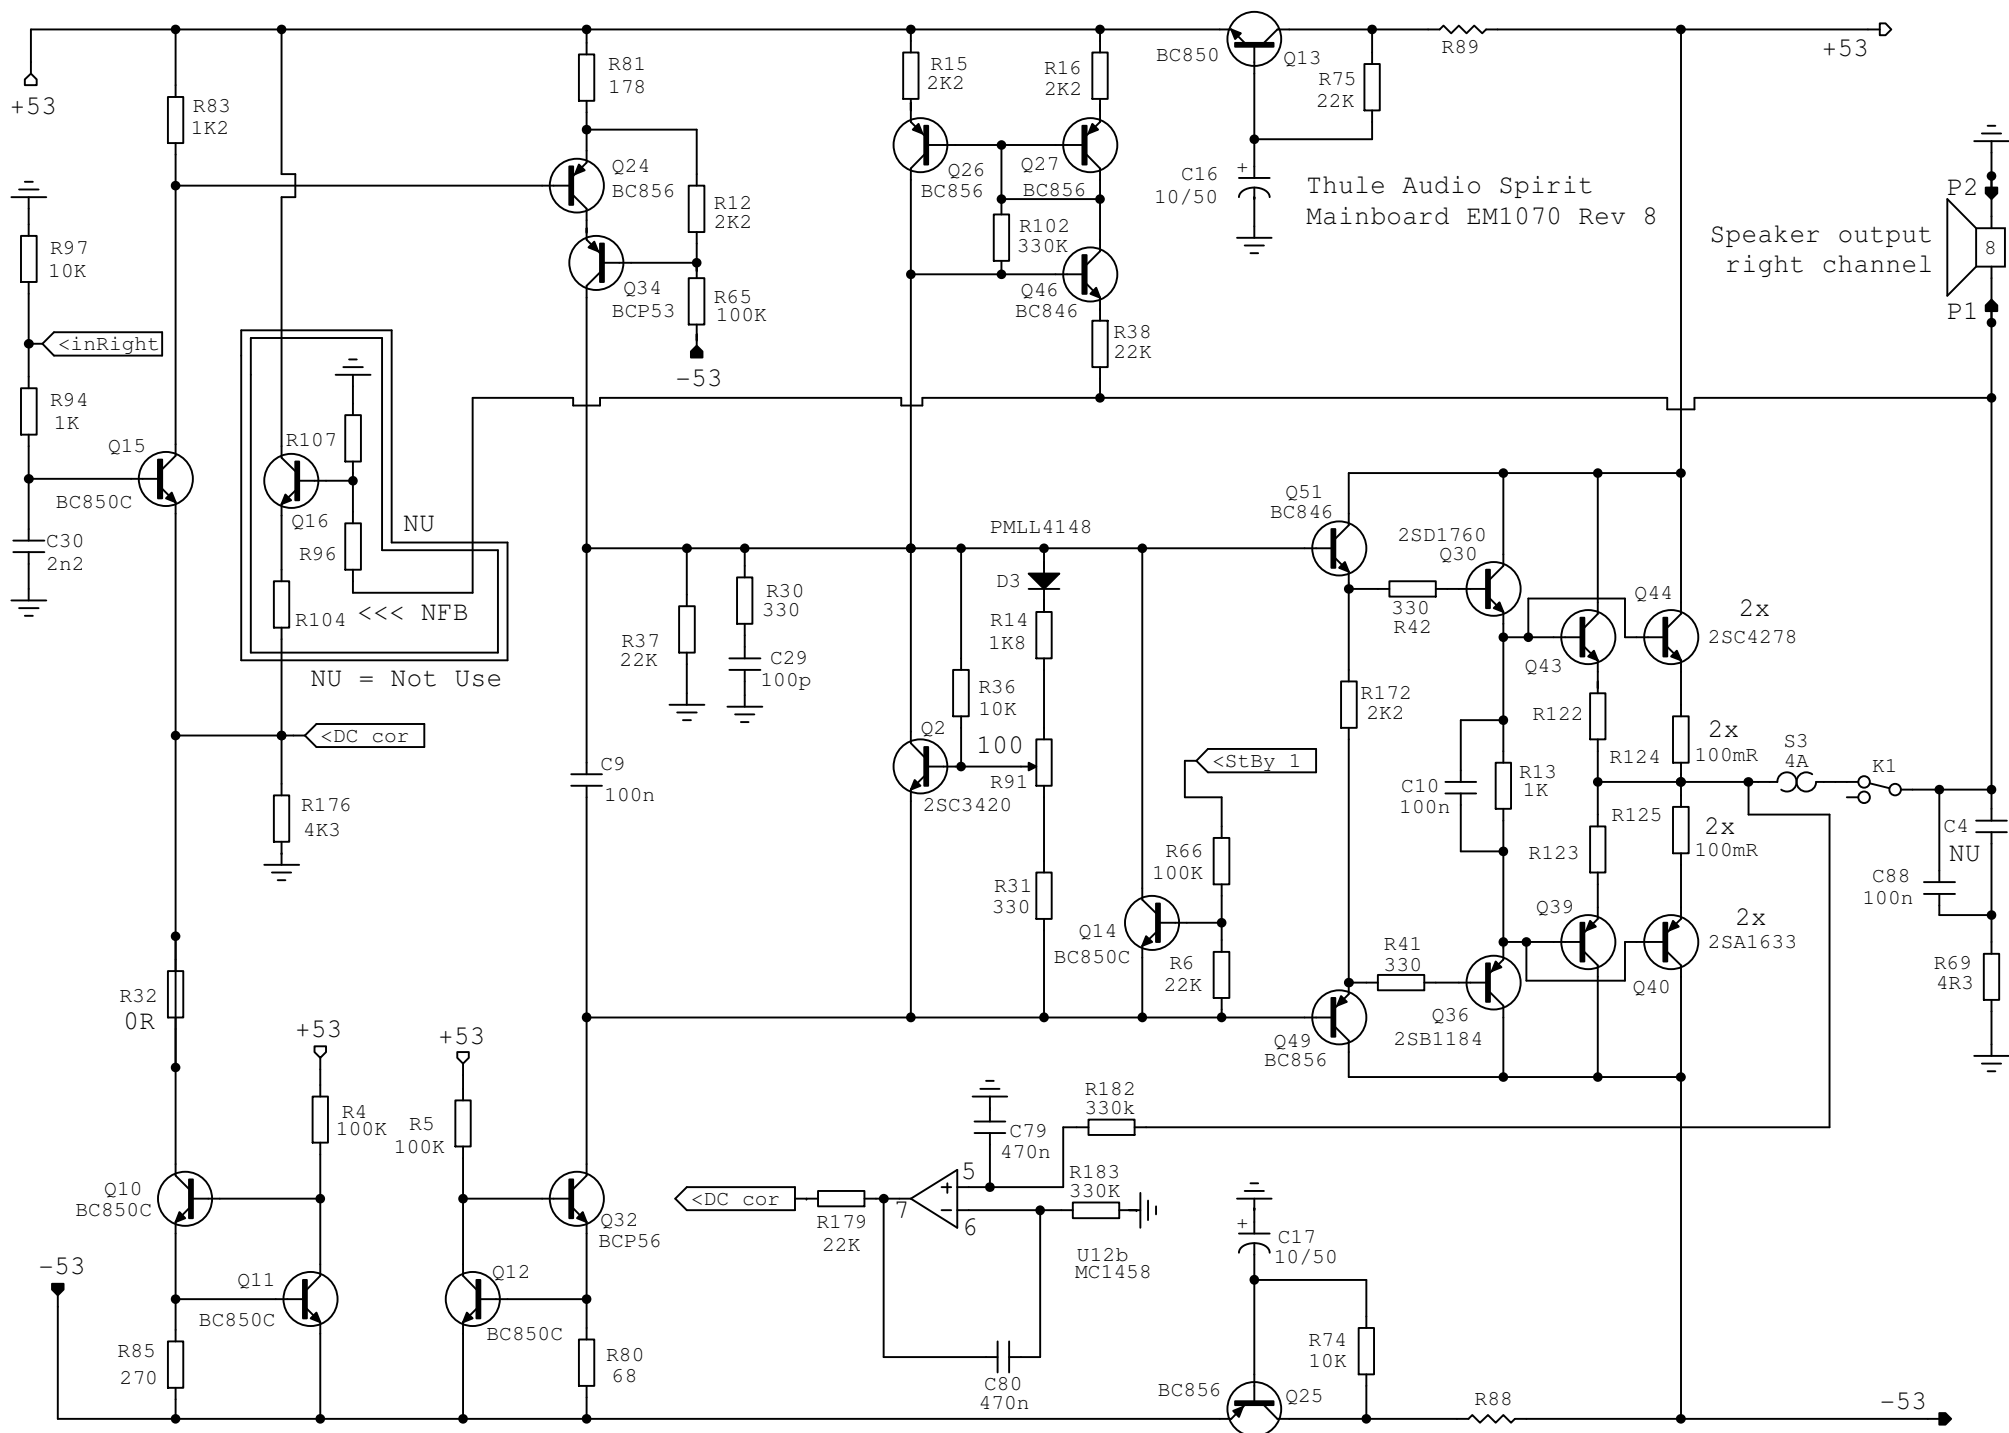 +53
R83
1K2
R81
178
R15
2K2
R16
2K2
BC850
Q13
R75
22K
R89
+53
Q24
BC856
R12
2K2
Q26
BC856
Q27
BC856
C16
+
10/50
Thule Audio Spirit
Mainboard EM1070 Rev 8
P2
8
P1
Speaker output
right channel
R97
10K
R102
330K
Q34
BCP53
R65
100K
-53
Q46
BC846
R38
22K
<inRight
R94
1K
Q15
BC850C
C30
2n2
R107
Q16
NU
R96
R104
<<< NFB
NU = Not Use
<DC cor
R176
4K3
PMLL4148
D3
R37
22K
R30
330
C29
100p
R14
1K8
R36
10K
Q2
2SC3420
100
R91
C9
100n
R31
330
<StBy 1
R66
100K
Q14
BC850C
R6
22K
Q51
BC846
2SD1760
Q30
330
R42
Q44
2x
2SC4278
Q43
R172
2K2
R122
R124
2x
100mR
C10
100n
R13
1K
R123
R125
2x
100mR
S3
4A
K1
C4
NU
C88
100n
R69
4R3
Q39
2x
2SA1633
Q40
R41
330
Q36
2SB1184
Q49
BC856
R32
0R
+53
+53
R4
100K
R5
100K
Q10
BC850C
Q32
BCP56
Q11
BC850C
Q12
BC850C
R85
270
R80
68
-53
R182
330k
C79
470n
R183
330K
<DC cor
R179
22K
7
5
+
-
6
U12b
MC1458
C80
470n
+
C17
10/50
R74
10K
BC856
Q25
R88
-53